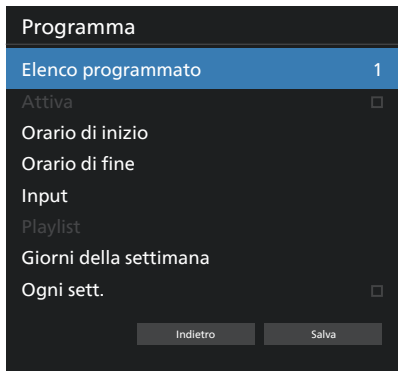 Programma
Elenco programmato 1
Attiva
Orario di inizio
Orario di fine
Input
Playlist
Giorni della settimana
Ogni sett.
Indietro Salva